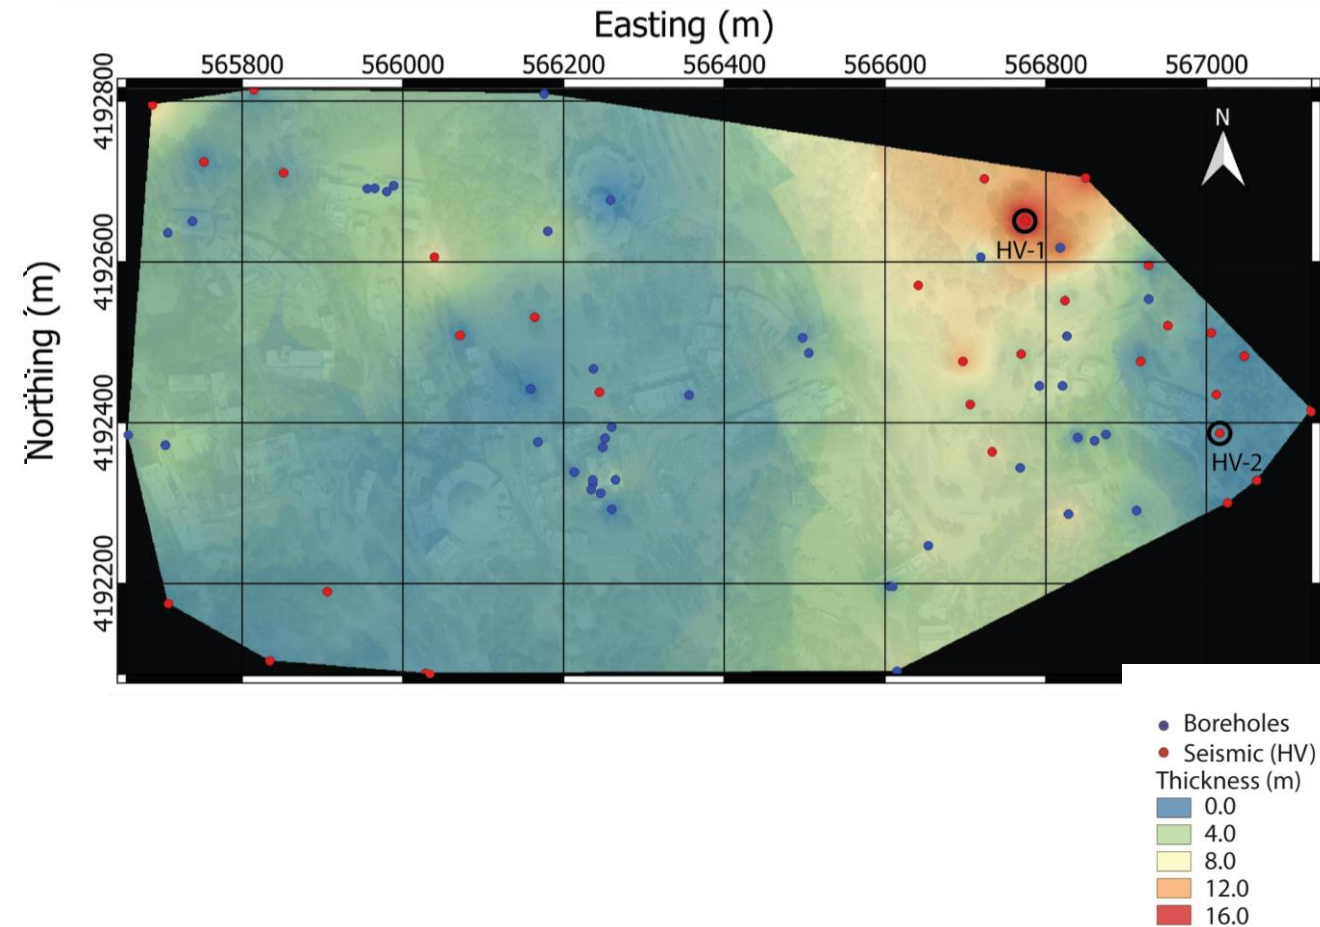 Easting (m)
565800 566000 566200 566400 566600 566800 567000
Northing (m)
4192800
4192600
4192400
4192200
N
HV-1
HV-2
Boreholes
Seismic (HV)
Thickness (m)
0.0
4.0
8.0
12.0
16.0